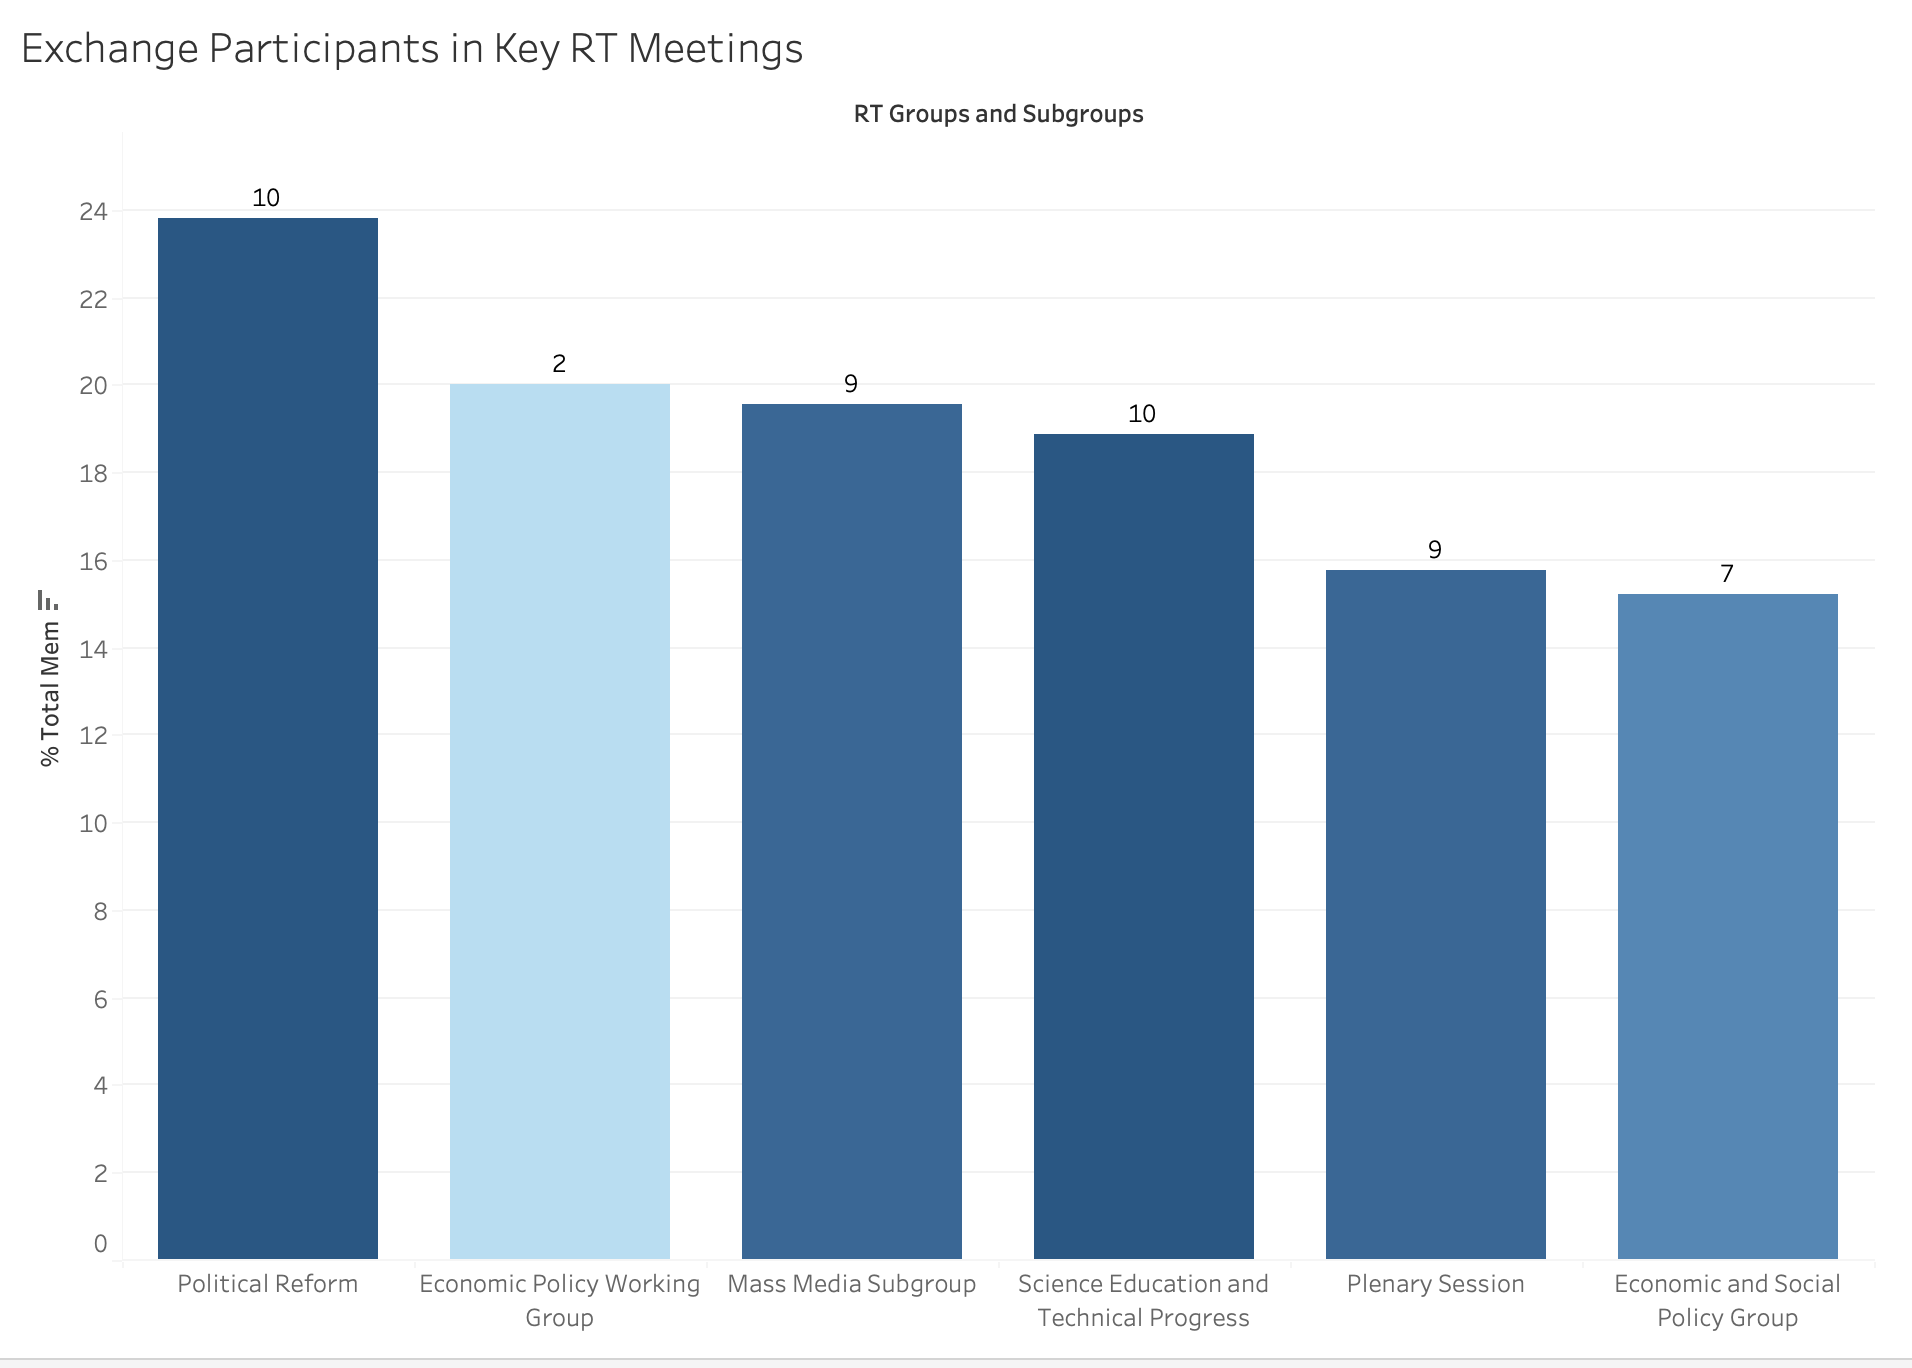 Exchange Participants in Key RT Meetings
RT Groups and Subgroups
% Total Mem
24
22
20
18
16
14
12
10
8
6
4
2
0
10
2
9
10
9
7
Political Reform
Economic Policy Working
Group
Mass Media Subgroup
Science Education and
Technical Progress
Plenary Session
Economic and Social
Policy Group